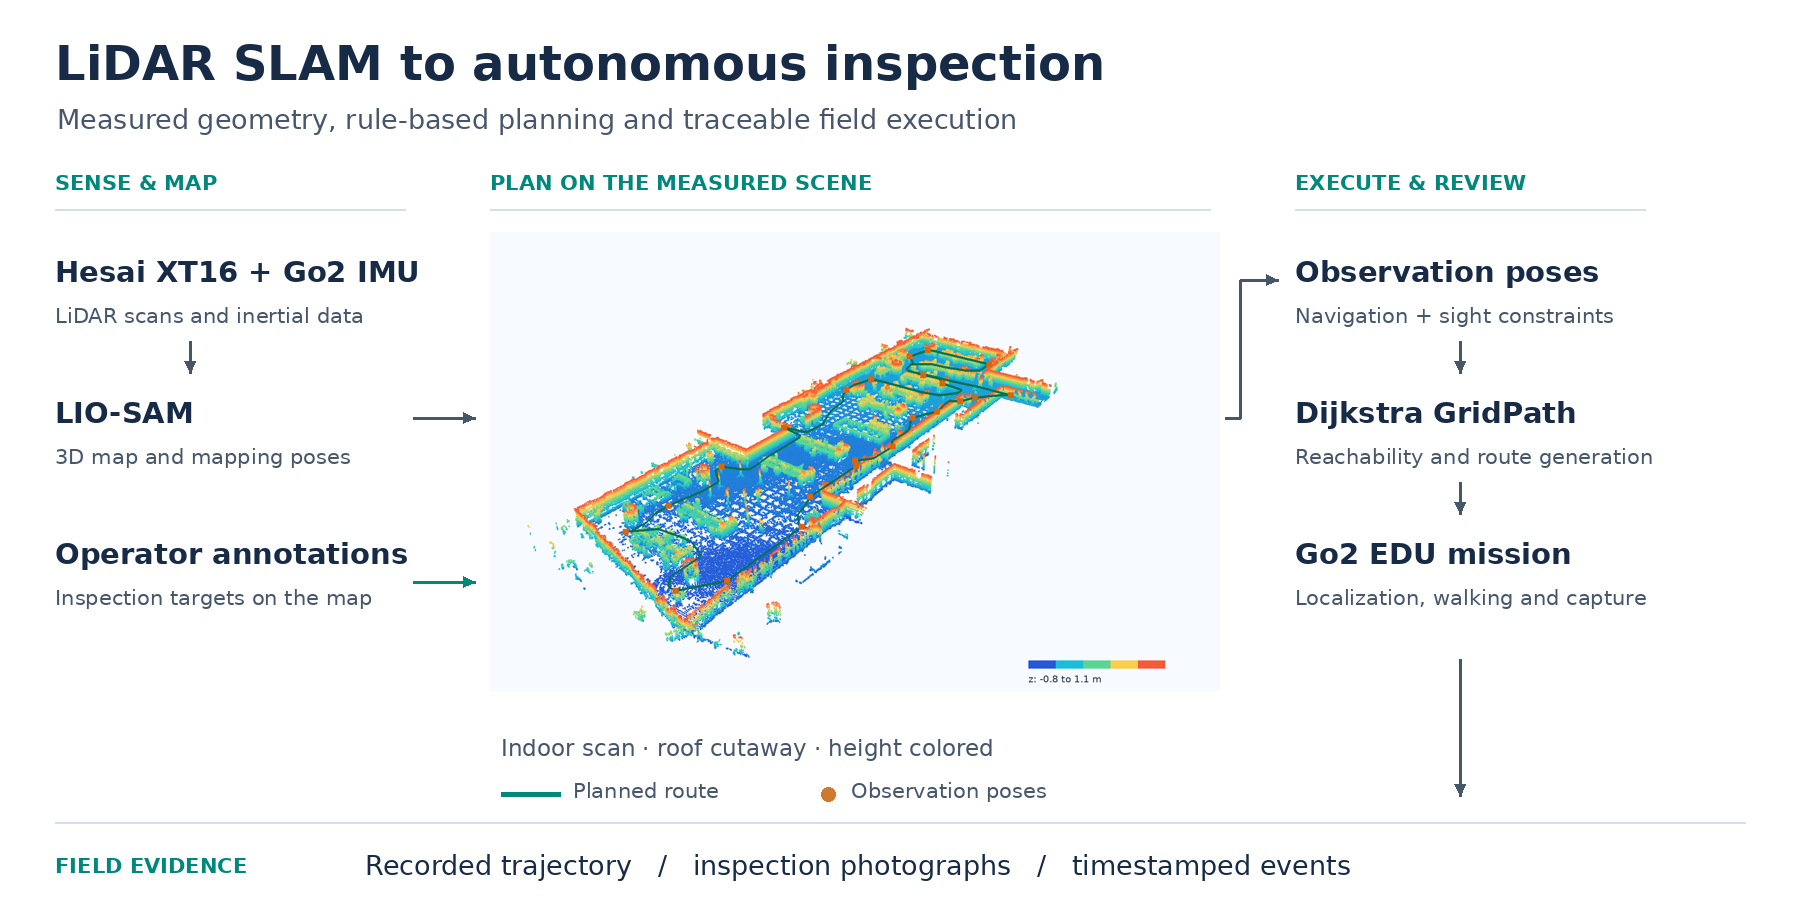 LiDAR SLAM to autonomous inspection
Measured geometry, rule-based planning and traceable field execution
SENSE & MAP
Hesai XT16 + Go2 IMU
LiDAR scans and inertial data
LIO-SAM
3D map and mapping poses
Operator annotations
Inspection targets on the map
PLAN ON THE MEASURED SCENE
z: -0.8 to 1.1 m
Indoor scan · roof cutaway · height colored
Planned route
Observation poses
EXECUTE & REVIEW
Observation poses
Navigation + sight constraints
Dijkstra GridPath
Reachability and route generation
Go2 EDU mission
Localization, walking and capture
FIELD EVIDENCE
Recorded trajectory / inspection photographs / timestamped events